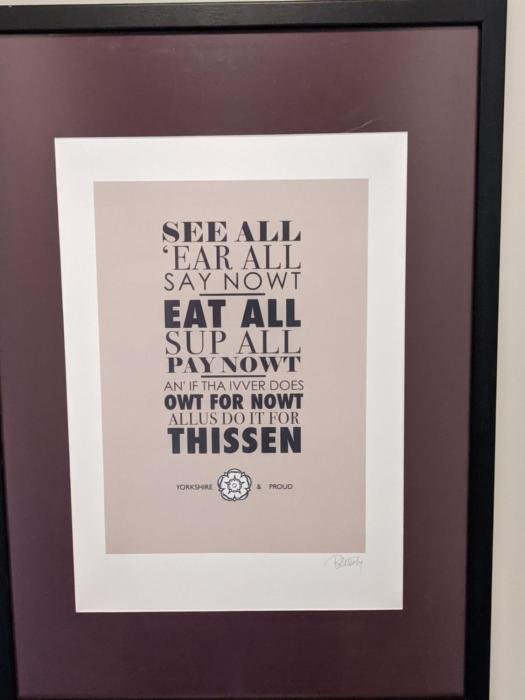 SEE ALL
‘EAR ALL
SAY NOWT
EAT ALL
SUP ALL
PAY NOWT
AN' IF THA IVVER DOES
OWT FOR NOWT
ALLUS DO IT FOR
THISSEN
YORKSHIRE & PROUD